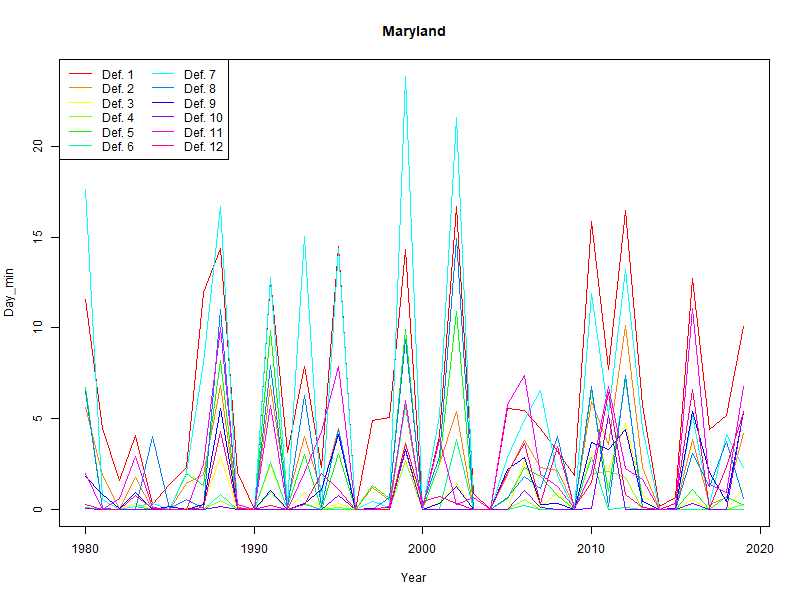 Maryland
Def. 1 Def. 7
Def. 2 Def. 8
Def. 3 Def. 9
Def. 4 Def. 10
Def. 5 Def. 11
Def. 6 Def. 12
20
15
10
5
0
Day_min
1980 1990 2000 2010 2020
Year